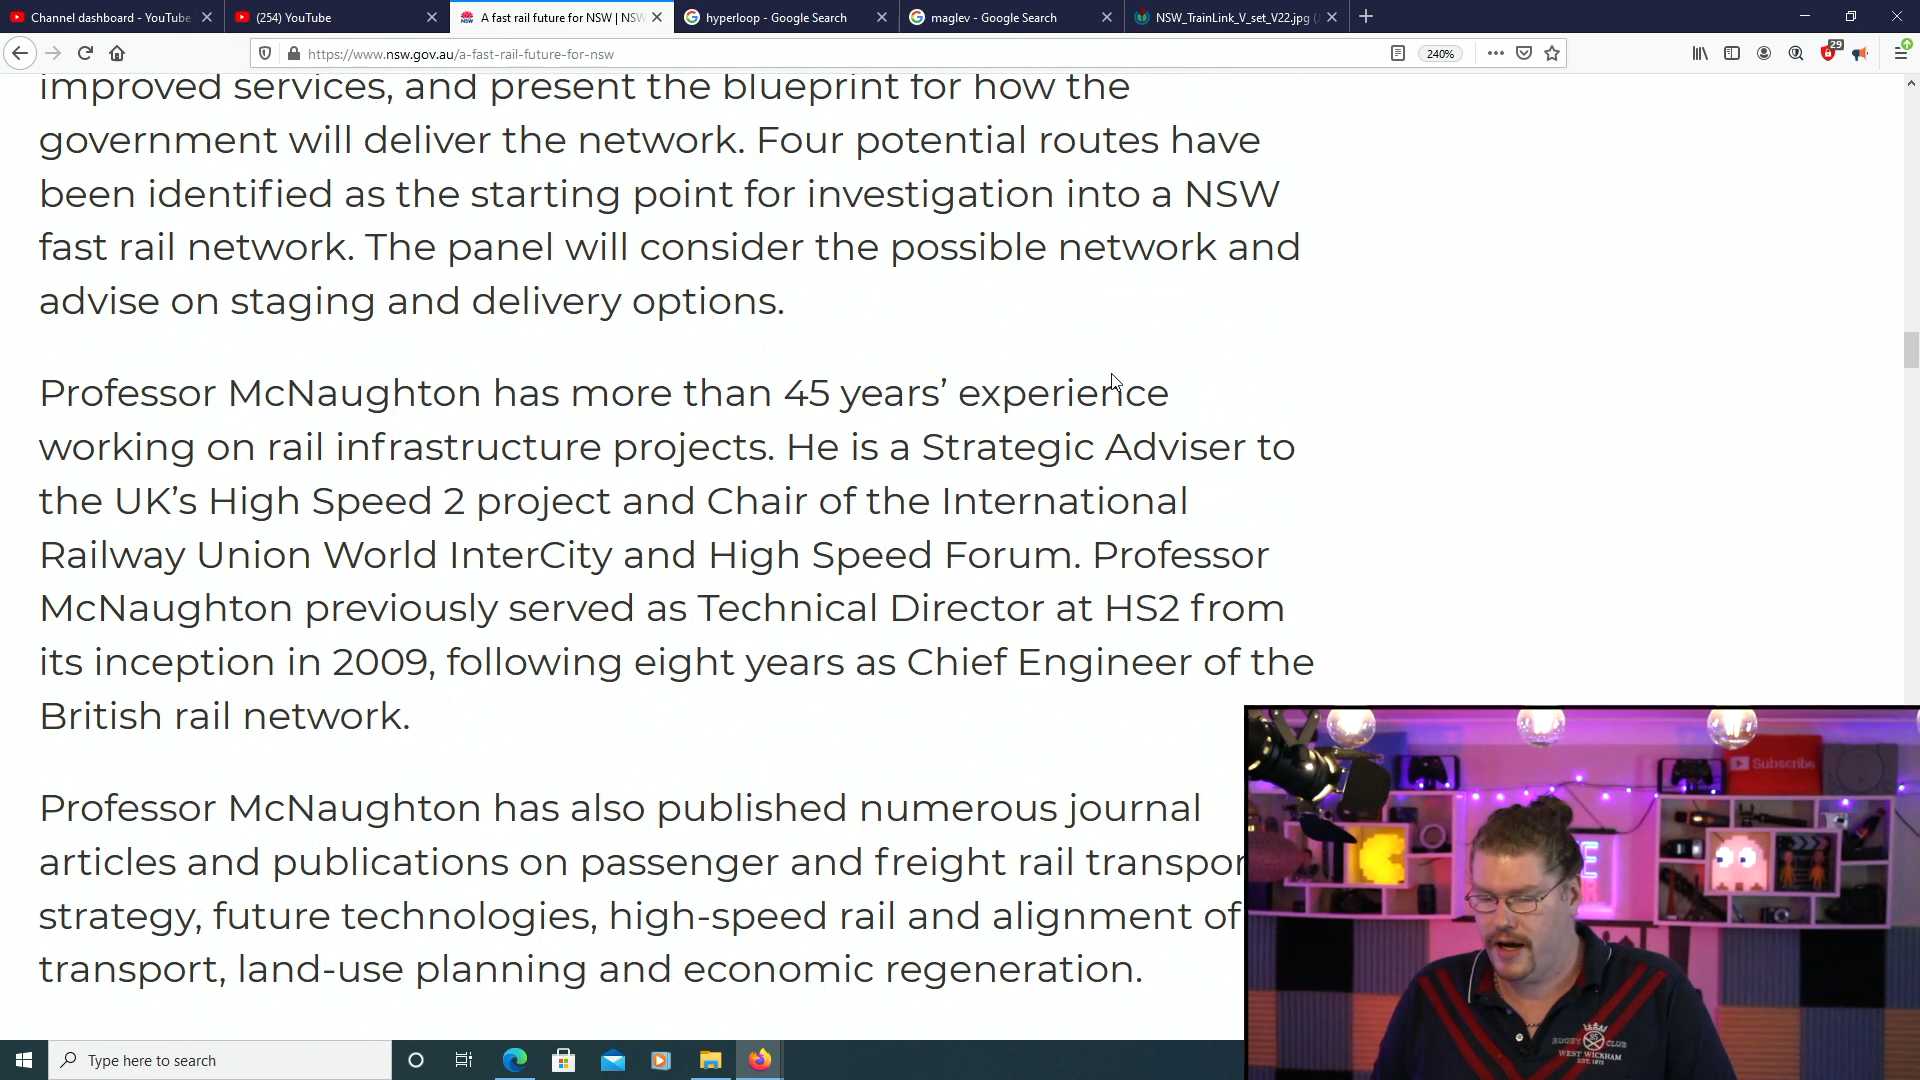 Channel dashboard - YouTube
(254) YouTube
A fast rail future for NSW | NSW
hyperloop - Google Search
maglev - Google Search
NSW_TrainLink_V_set_V22.jpg (
https://www.nsw.gov.au/a-fast-rail-future-for-nsw
240%
29
improved services, and present the blueprint for how the
government will deliver the network. Four potential routes have
been identified as the starting point for investigation into a NSW
fast rail network. The panel will consider the possible network and
advise on staging and delivery options.
Professor McNaughton has more than 45 years’ experience
working on rail infrastructure projects. He is a Strategic Adviser to
the UK’s High Speed 2 project and Chair of the International
Railway Union World InterCity and High Speed Forum. Professor
McNaughton previously served as Technical Director at HS2 from
its inception in 2009, following eight years as Chief Engineer of the
British rail network.
Professor McNaughton has also published numerous journal
articles and publications on passenger and freight rail transpor
strategy, future technologies, high-speed rail and alignment of
transport, land-use planning and economic regeneration.
Subscribe
RUGBY CLUB
WEST WICKHAM
Type here to search